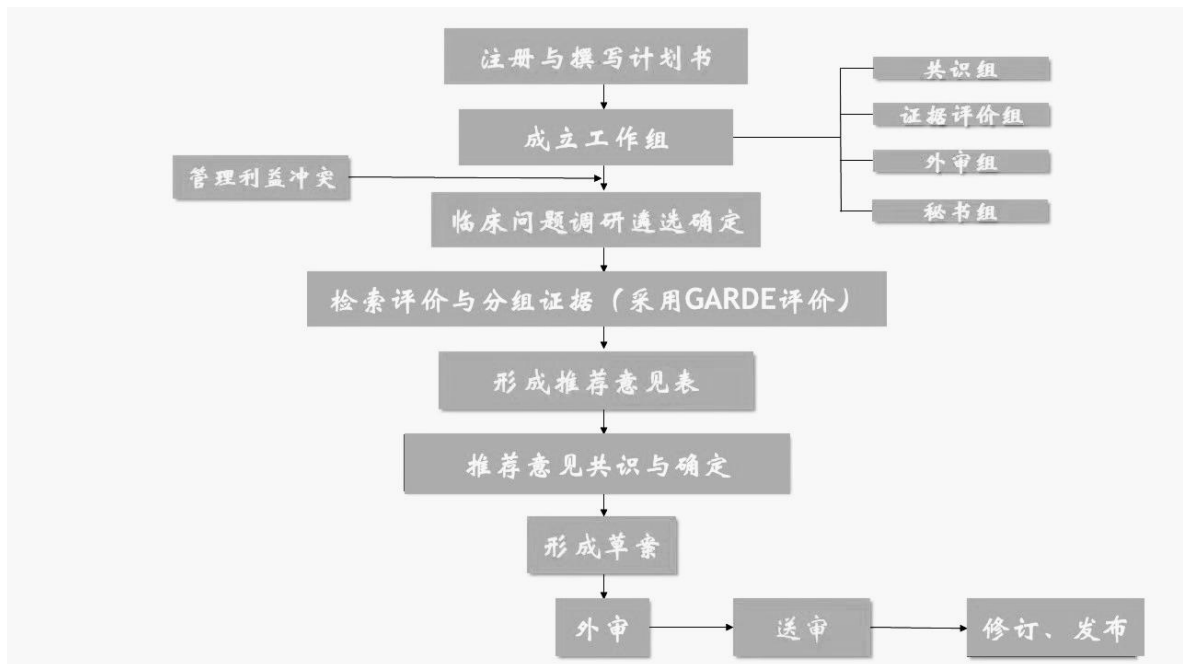 注册与撰写计划书
共识组
证据评价组
成立工作组
外审组
管理利益冲突
秘书组
临床问题调研遴选确定
检索评价与分组证据（采用GARDE评价）
形成推荐意见表
推荐意见共识与确定
形成草案
外审
送审
修订、发布